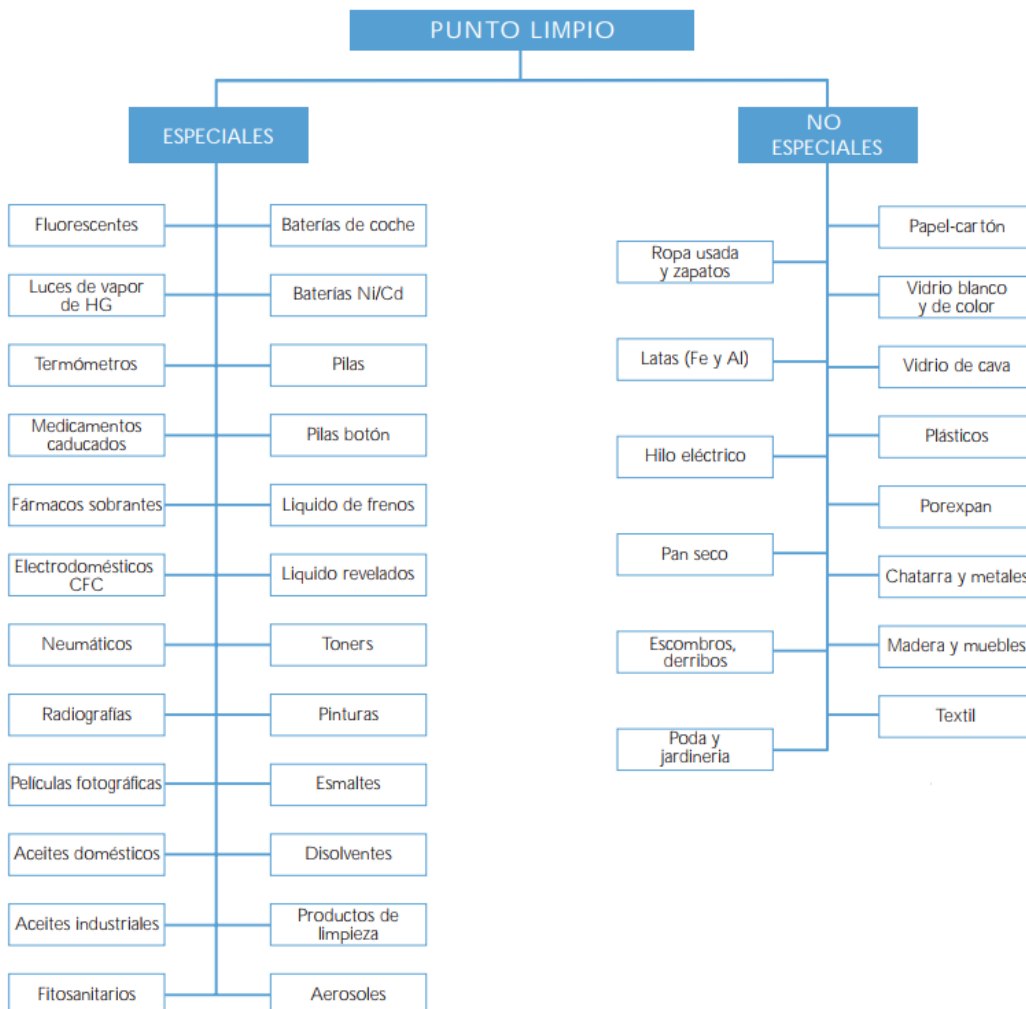 PUNTO LIMPIO
ESPECIALES
Fluorescentes
Baterías de coche
Luces de vapor
de HG
Baterías Ni/Cd
Termómetros
Pilas
Medicamentos
caducados
Pilas botón
Fármacos sobrantes
Liquido de frenos
Electrodomésticos
CFC
Liquido revelados
Neumáticos
Toners
Radiografías
Pinturas
Películas fotográficas
Esmaltes
Aceites domésticos
Disolventes
Aceites industriales
Productos de
limpieza
Fitosanitarios
Aerosoles
NO
ESPECIALES
Ropa usada
y zapatos
Papel-cartón
Vidrio blanco
y de color
Latas (Fe y Al)
Vidrio de cava
Hilo eléctrico
Plásticos
Porexpan
Pan seco
Chatarra y metales
Escombros,
derribos
Madera y muebles
Poda y
jardineria
Textil